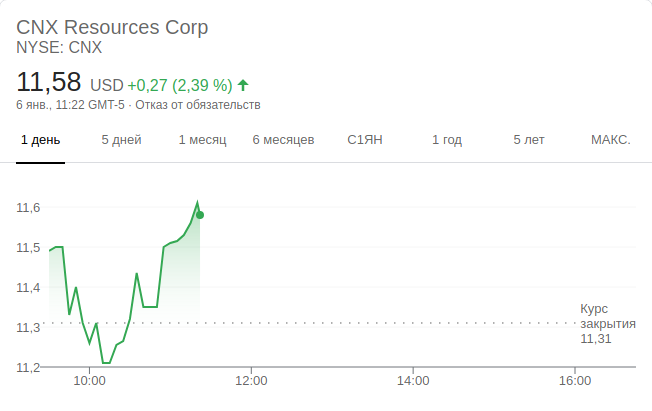 CNX Resources Corp
NYSE: CNX
11,58 USD +0,27 (2,39 %)
6 янв., 11:22 GMT-5 · Отказ от обязательств
1 день 5 дней 1 месяц 6 месяцев С1ЯН 1 год 5 лет МАКС.
11,6
11,5
11,4
11,3
11,2
Курс
закрытия
11,31
10:00 12:00 14:00 16:00